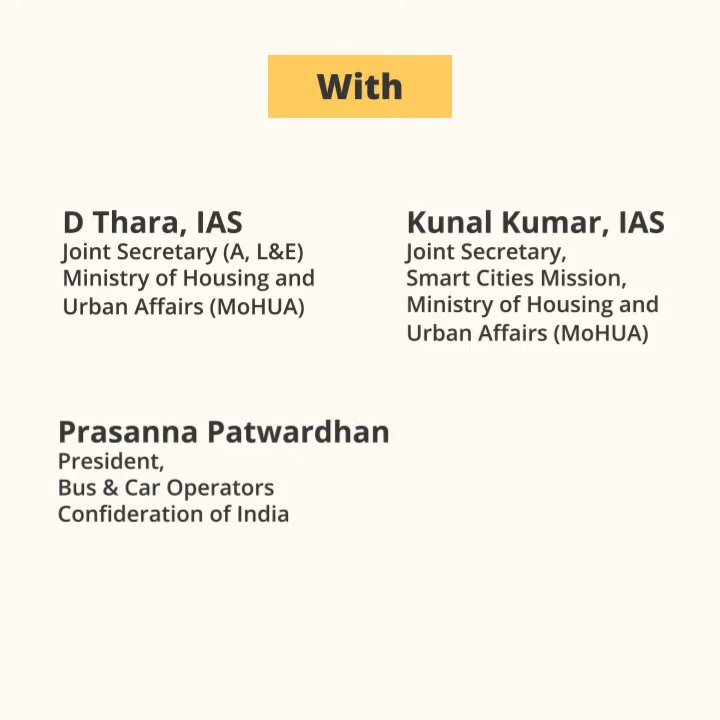 With
D Thara, IAS
Joint Secretary (A, L&E)
Ministry of Housing and
Urban Affairs (MoHUA)
Kunal Kumar, IAS
Joint Secretary,
Smart Cities Mission,
Ministry of Housing and
Urban Affairs (MoHUA)
Prasanna Patwardhan
President,
Bus & Car Operators
Confideration of India